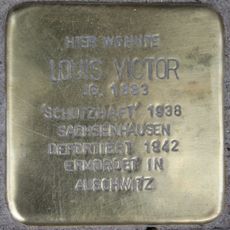 HIER WOHNTE
LOUIS VICTOR
JG. 1883
'SCHUTZHAFT' 1938
SACHSENHAUSEN
DEPORTIERT 1942
ERMORDET IN
AUSCHWITZ